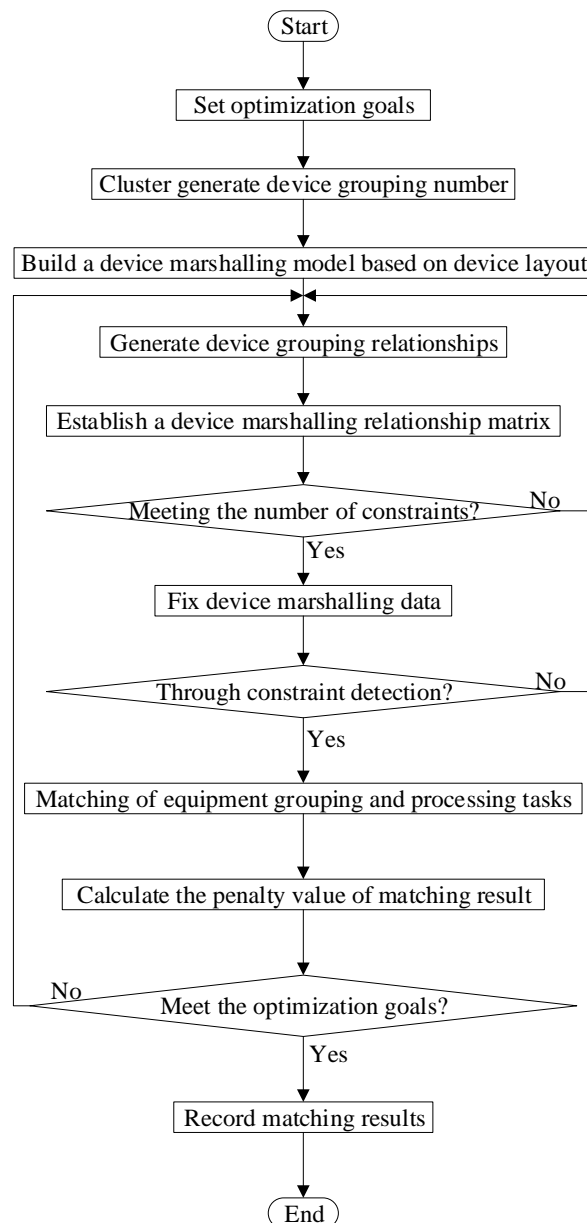 Start
Set optimization goals
Cluster generate device grouping number
Build a device marshalling model based on device layout
Generate device grouping relationships
Establish a device marshalling relationship matrix
Meeting the number of constraints?
No
Yes
Fix device marshalling data
Through constraint detection?
No
Yes
Matching of equipment grouping and processing tasks
Calculate the penalty value of matching result
No
Meet the optimization goals?
Yes
Record matching results
End